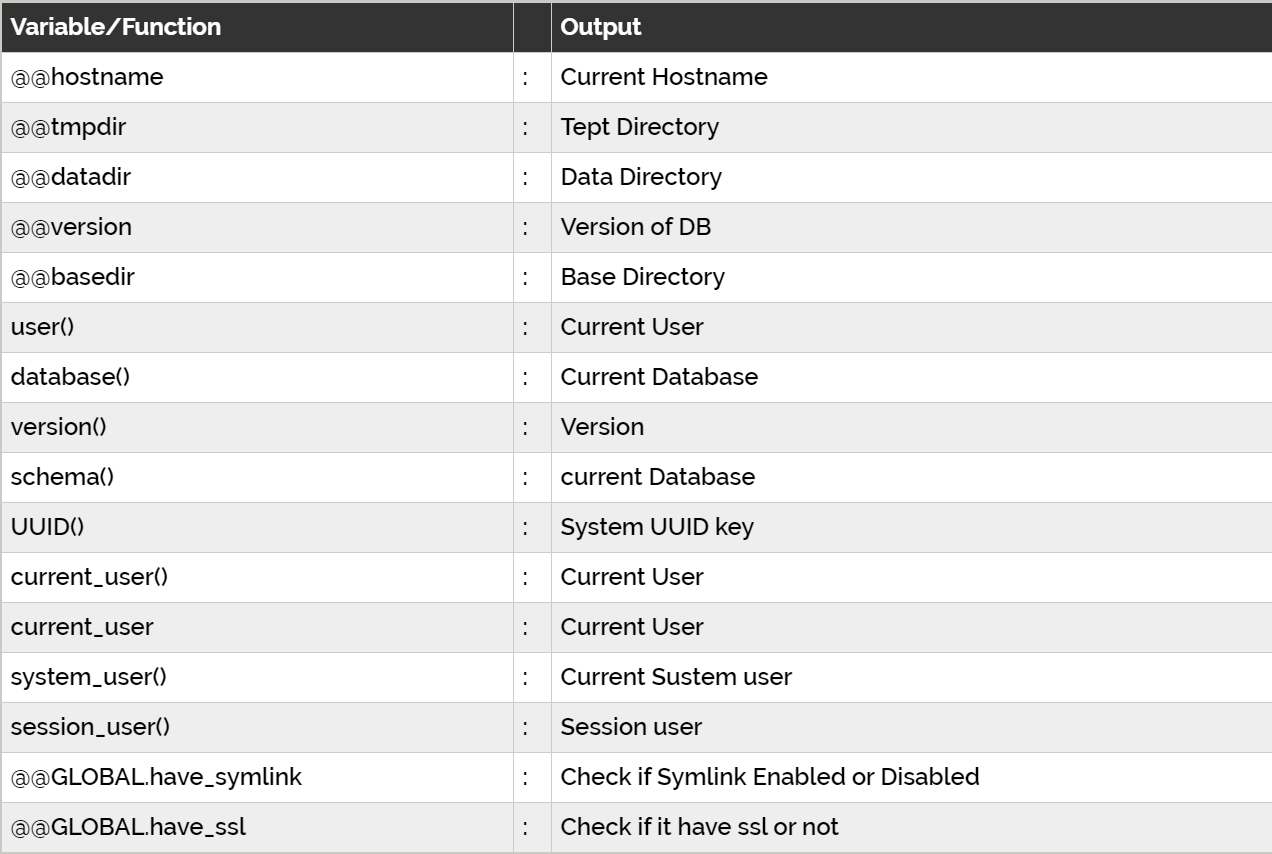 Variable/Function Output
@@hostname : Current Hostname
@@tmpdir : Tept Directory
@@datadir : Data Directory
@@version : Version of DB
@@basedir : Base Directory
user() : Current User
database() : Current Database
version() : Version
schema() : current Database
UUID() : System UUID key
current_user() : Current User
current_user : Current User
system_user() : Current Sustem user
session_user() : Session user
@@GLOBAL.have_symlink : Check if Symlink Enabled or Disabled
@@GLOBAL.have_ssl : Check if it have ssl or not